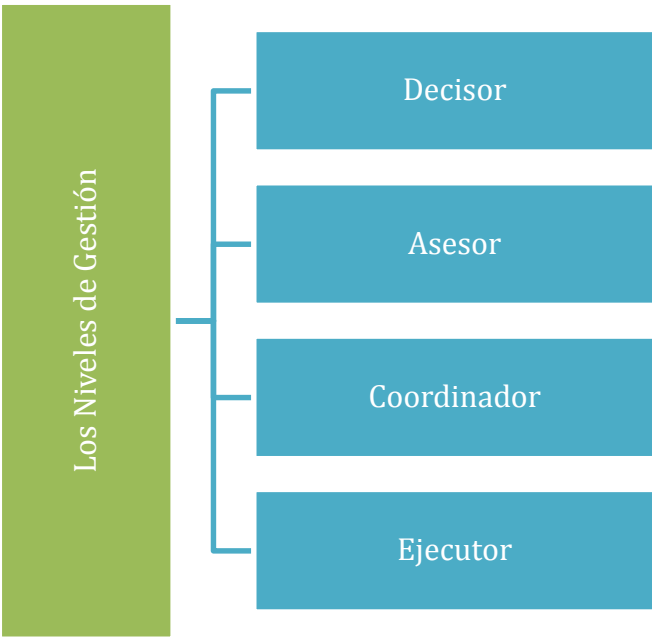 Los Niveles de Gestión
Decisor
Asesor
Coordinador
Ejecutor